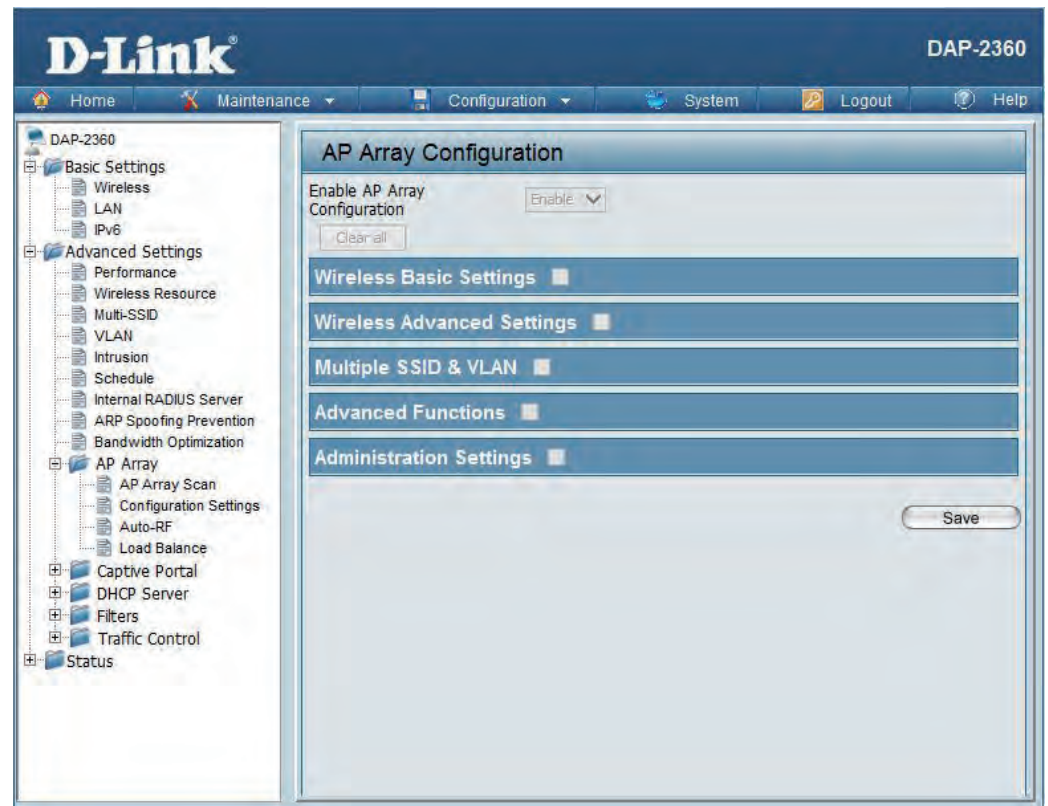 D-Link®
DAP-2360
Home
Maintenance
Configuration
System
Logout
Help
DAP-2360
Basic Settings
Wireless
LAN
IPv6
Advanced Settings
Performance
Wireless Resource
Multi-SSID
VLAN
Intrusion
Schedule
Internal RADIUS Server
ARP Spoofing Prevention
Bandwidth Optimization
AP Array
AP Array Scan
Configuration Settings
Auto-RF
Load Balance
Captive Portal
DHCP Server
Filters
Traffic Control
Status
AP Array Configuration
Enable AP Array
Configuration
Enable
Clear all
Wireless Basic Settings
Wireless Advanced Settings
Multiple SSID & VLAN
Advanced Functions
Administration Settings
Save